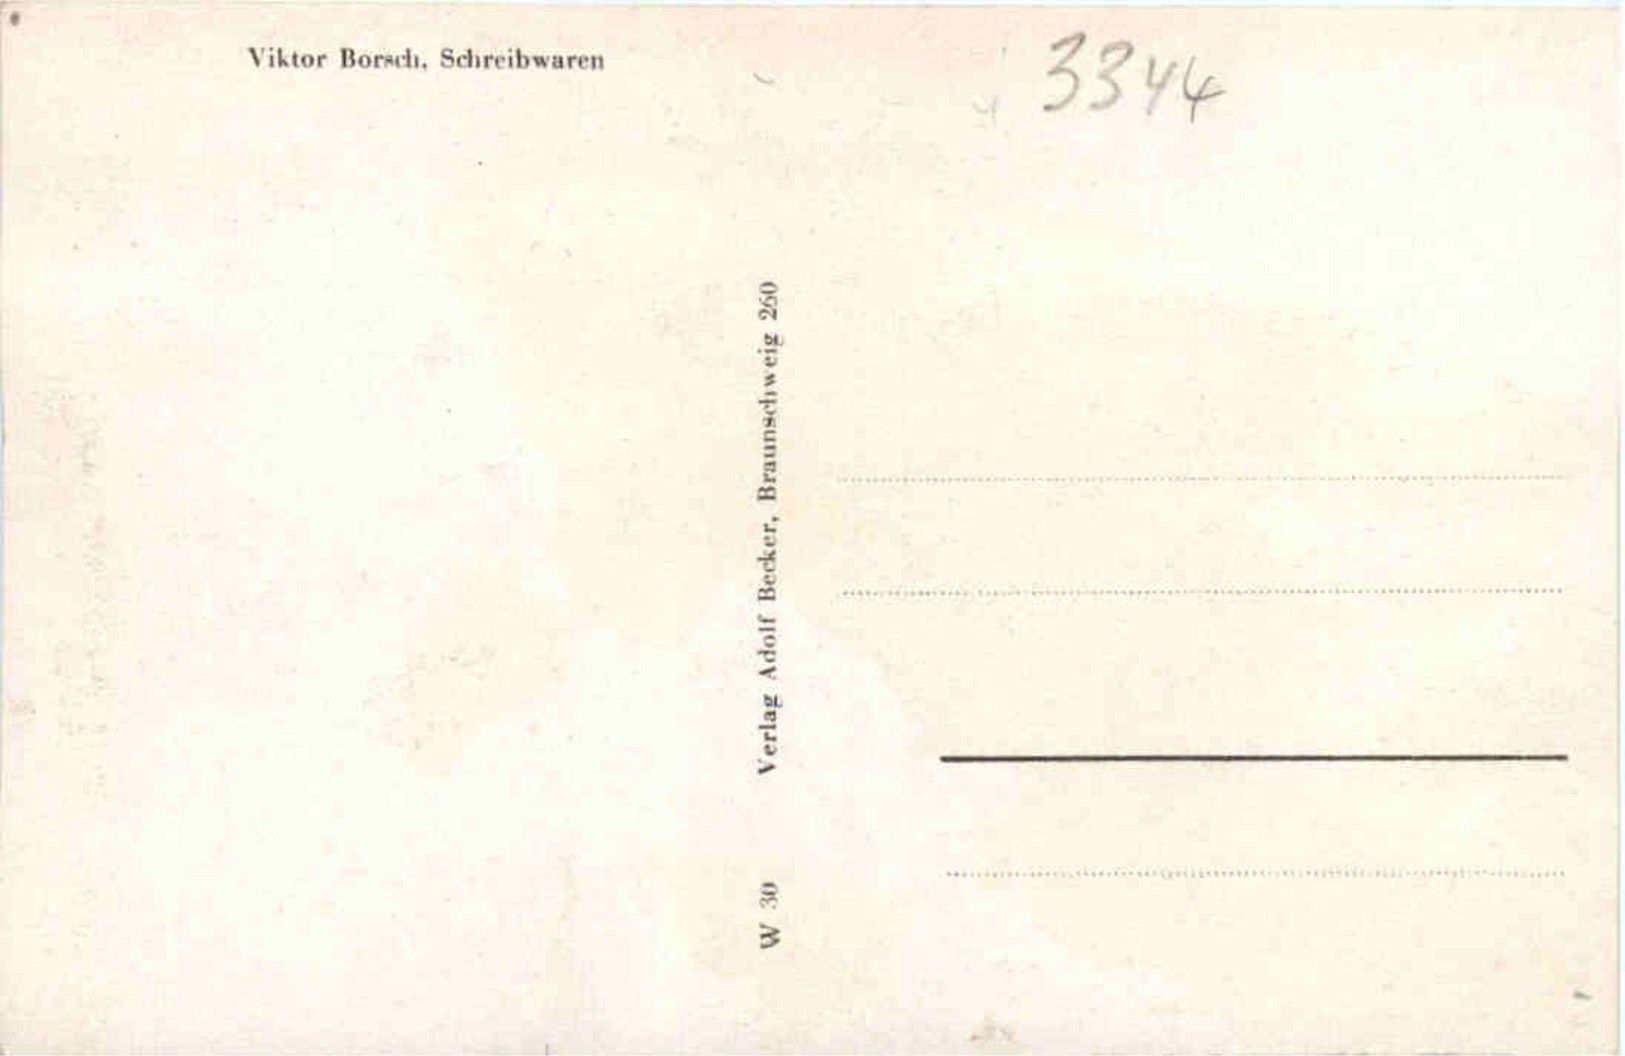 Viktor Borsch, Schreibwaren
3344
W 30 Verlag Adolf Becker, Braunschweig 260